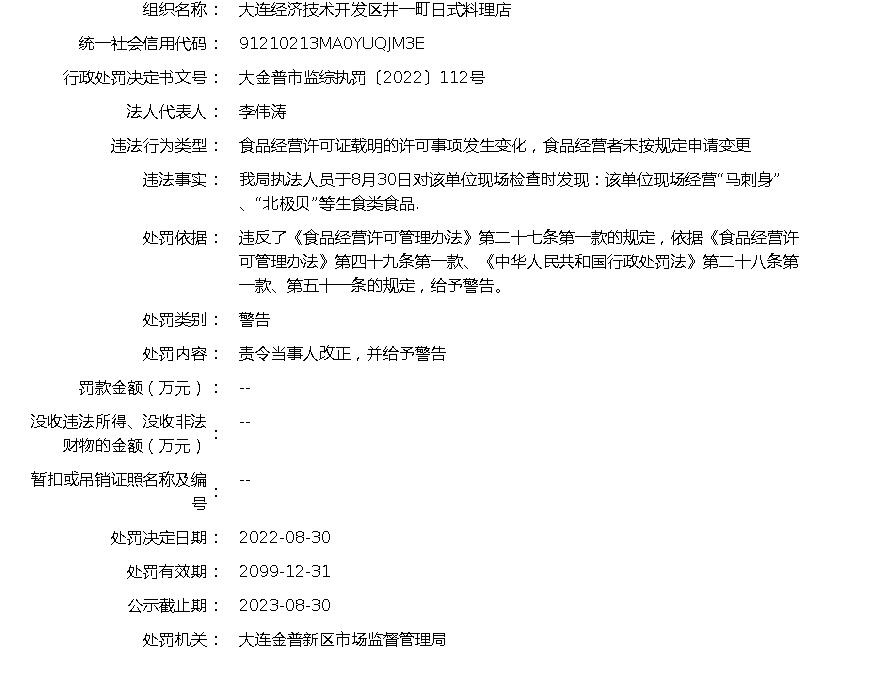 组织名称： 大连经济技术开发区井一町日式料理店
统一社会信用代码： 91210213MA0YUQJM3E
行政处罚决定书文号： 大金普市监综执罚〔2022〕112号
法人代表人： 李伟涛
违法行为类型： 食品经营许可证载明的许可事项发生变化，食品经营者未按规定申请变更
违法事实： 我局执法人员于8月30日对该单位现场检查时发现：该单位现场经营“马刺身”
、“北极贝”等生食类食品.
处罚依据： 违反了《食品经营许可管理办法》第二十七条第一款的规定，依据《食品经营许
可管理办法》第四十九条第一款、《中华人民共和国行政处罚法》第二十八条第
一款、第五十一条的规定，给予警告。
处罚类别： 警告
处罚内容： 责令当事人改正，并给予警告
罚款金额（万元）： --
没收违法所得、没收非法
财物的金额（万元）： --
暂扣或吊销证照名称及编
号： --
处罚决定日期： 2022-08-30
处罚有效期： 2099-12-31
公示截止期： 2023-08-30
处罚机关： 大连金普新区市场监督管理局